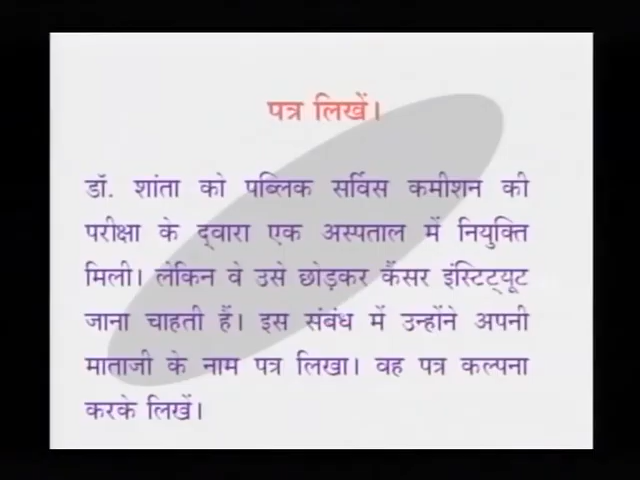 पत्र लिखें।
डॉ. शांता को पब्लिक सर्विस कमीशन की
परीक्षा के द्‌वारा एक अस्पताल में नियुक्ति
मिली। लेकिन वे उसे छोड़कर कैंसर इंस्टिट्‌यूट
जाना चाहती हैं। इस संबंध में उन्होंने अपनी
माताजी के नाम पत्र लिखा। वह पत्र कल्पना
करके लिखें।